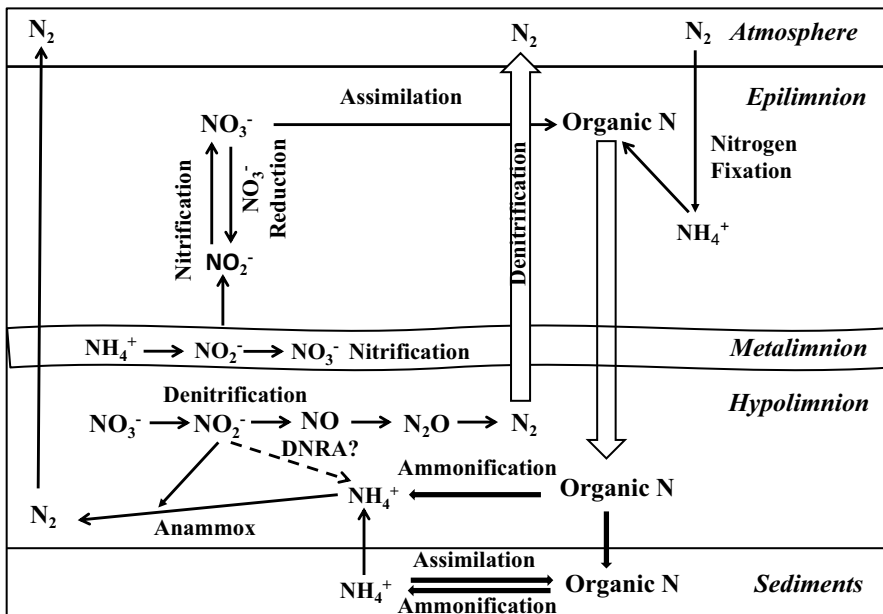 N₂ N₂ N₂ Atmosphere
Epilimnion
Assimilation
NO₃⁻ Organic N
Nitrification
NO₃⁻
Reduction
Denitrification
Nitrogen
Fixation
NH₄⁺
NO₂⁻
NH₄⁺ NO₂⁻ NO₃⁻ Nitrification Metalimnion
Denitrification Hypolimnion
NO₃⁻ NO₂⁻ NO N₂O N₂
DNRA?
Ammonification
N₂ NH₄⁺ Organic N
Anammox
Assimilation
NH₄⁺ Organic N Sediments
Ammonification